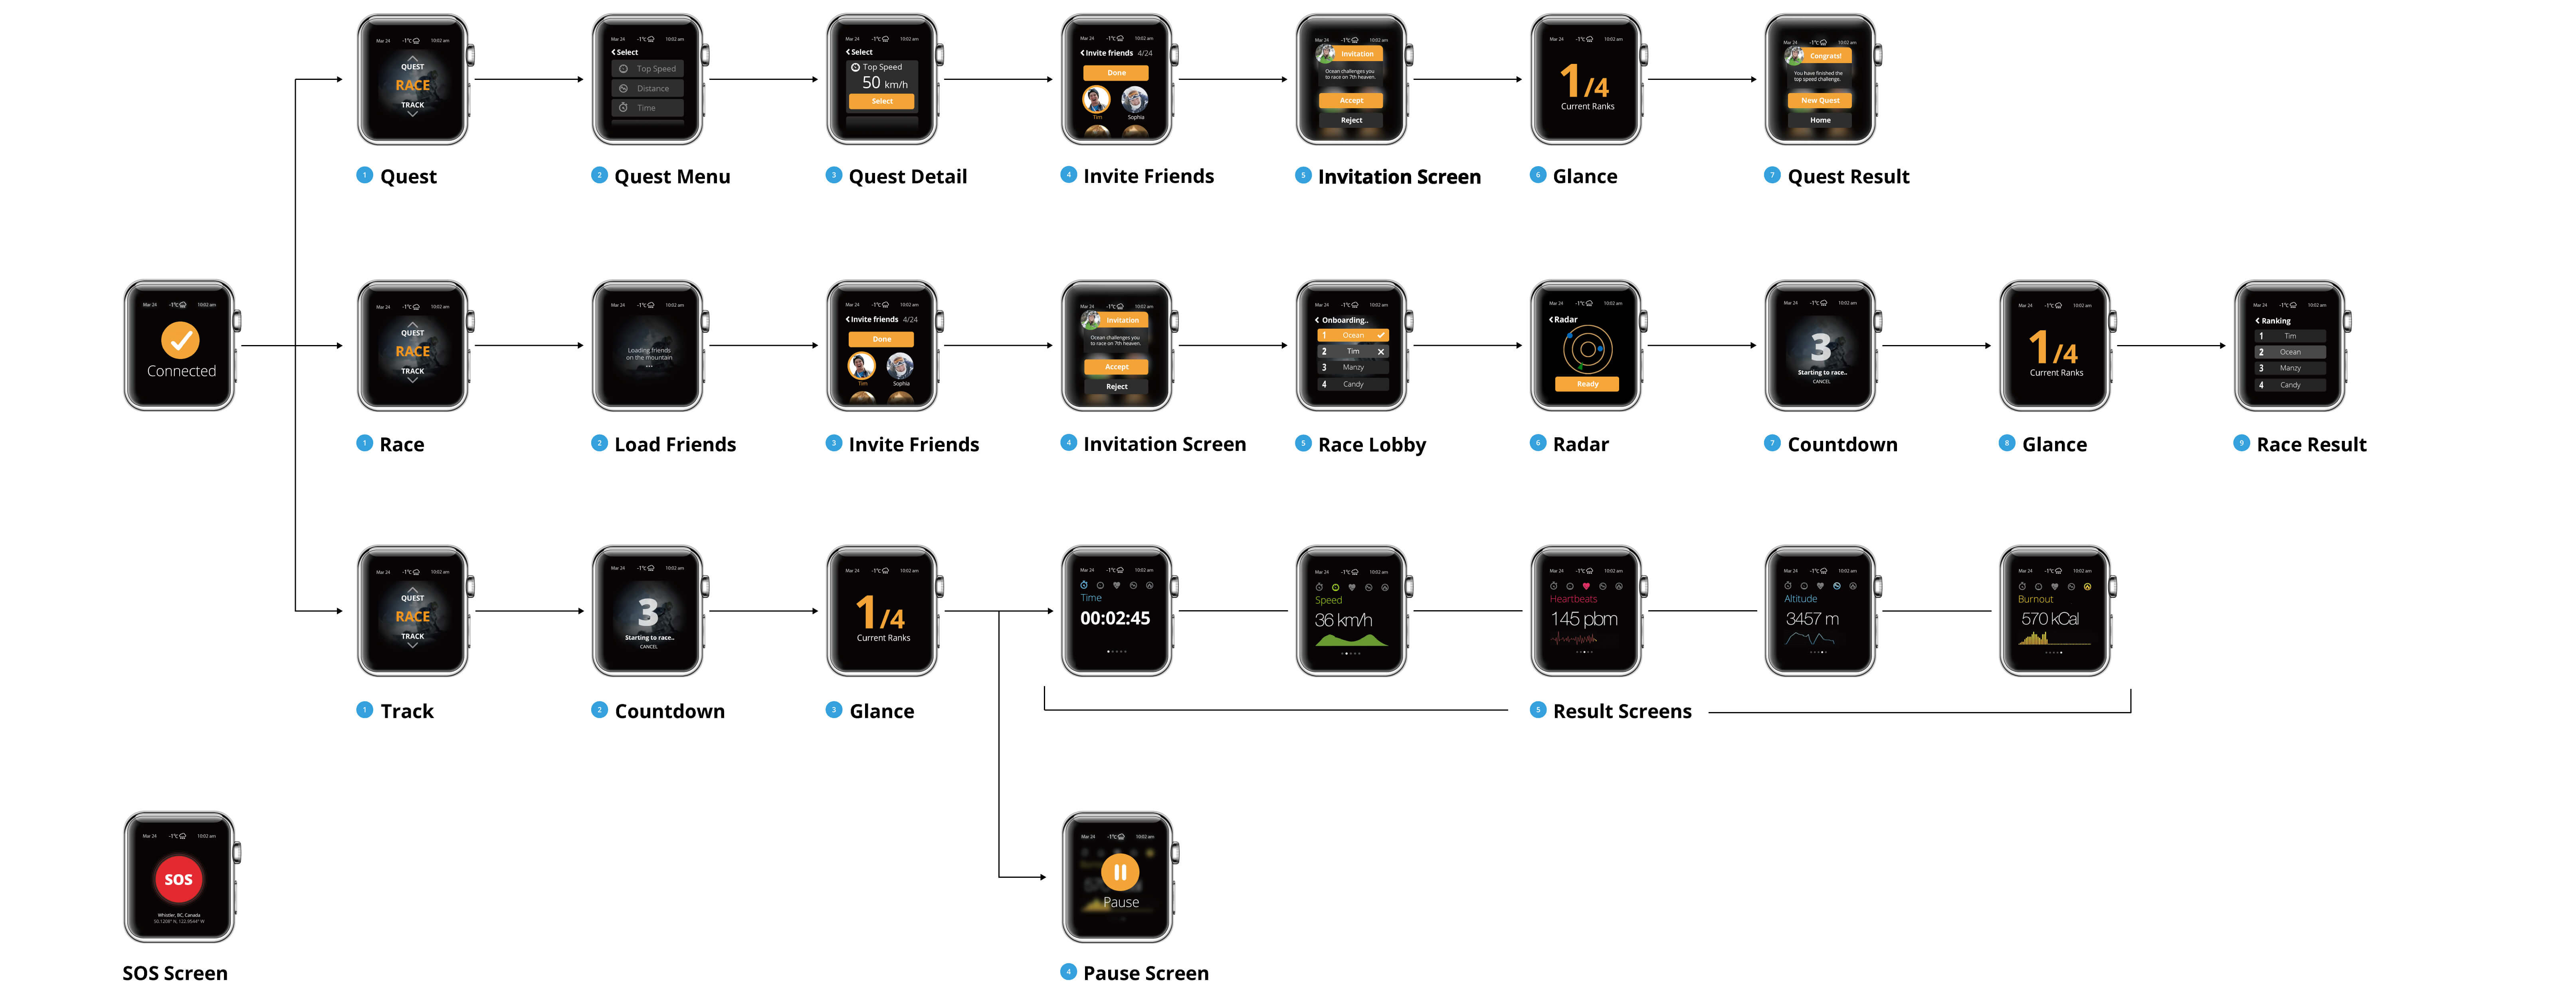 Mar 24 -1°C 10:02 am
QUEST
RACE
TRACK
1 Quest
Mar 24 -1°C 10:02 am
Select
Top Speed
Distance
Time
2 Quest Menu
Mar 24 -1°C 10:02 am
Select
Top Speed
50 km/h
Select
3 Quest Detail
Mar 24 -1°C 10:02 am
Invite friends 4/24
Done
Tim Sophia
4 Invite Friends
Mar 24 -1°C 10:02 am
Invitation
Ocean challenges you
to race on 7th heaven.
Accept
Reject
5 Invitation Screen
Mar 24 -1°C 10:02 am
1/4
Current Ranks
6 Glance
Mar 24 -1°C 10:02 am
Congrats!
You have finished the
top speed challenge.
New Quest
Home
7 Quest Result
Mar 24 -1°C 10:02 am
Connected
Mar 24 -1°C 10:02 am
QUEST
RACE
TRACK
1 Race
Mar 24 -1°C 10:02 am
Loading friends
on the mountain
...
2 Load Friends
Mar 24 -1°C 10:02 am
Invite friends 4/24
Done
Tim Sophia
3 Invite Friends
Mar 24 -1°C 10:02 am
Invitation
Ocean challenges you
to race on 7th heaven.
Accept
Reject
4 Invitation Screen
Mar 24 -1°C 10:02 am
Onboarding..
1 Ocean
2 Tim
3 Manzy
4 Candy
5 Race Lobby
Mar 24 -1°C 10:02 am
Radar
Ready
6 Radar
Mar 24 -1°C 10:02 am
3
Starting to race..
CANCEL
7 Countdown
Mar 24 -1°C 10:02 am
1/4
Current Ranks
8 Glance
Mar 24 -1°C 10:02 am
Ranking
1 Tim
2 Ocean
3 Manzy
4 Candy
9 Race Result
Mar 24 -1°C 10:02 am
QUEST
RACE
TRACK
1 Track
Mar 24 -1°C 10:02 am
3
Starting to race..
CANCEL
2 Countdown
Mar 24 -1°C 10:02 am
1/4
Current Ranks
3 Glance
Mar 24 -1°C 10:02 am
Time
00:02:45
Mar 24 -1°C 10:02 am
Speed
36 km/h
Mar 24 -1°C 10:02 am
Heartbeats
145 pbm
Mar 24 -1°C 10:02 am
Altitude
3457 m
Mar 24 -1°C 10:02 am
Burnout
570 kCal
5 Result Screens
Mar 24 -1°C 10:02 am
SOS
Whistler, BC, Canada
50.1208° N, 122.9544° W
SOS Screen
Mar 24 -1°C 10:02 am
Pause
4 Pause Screen